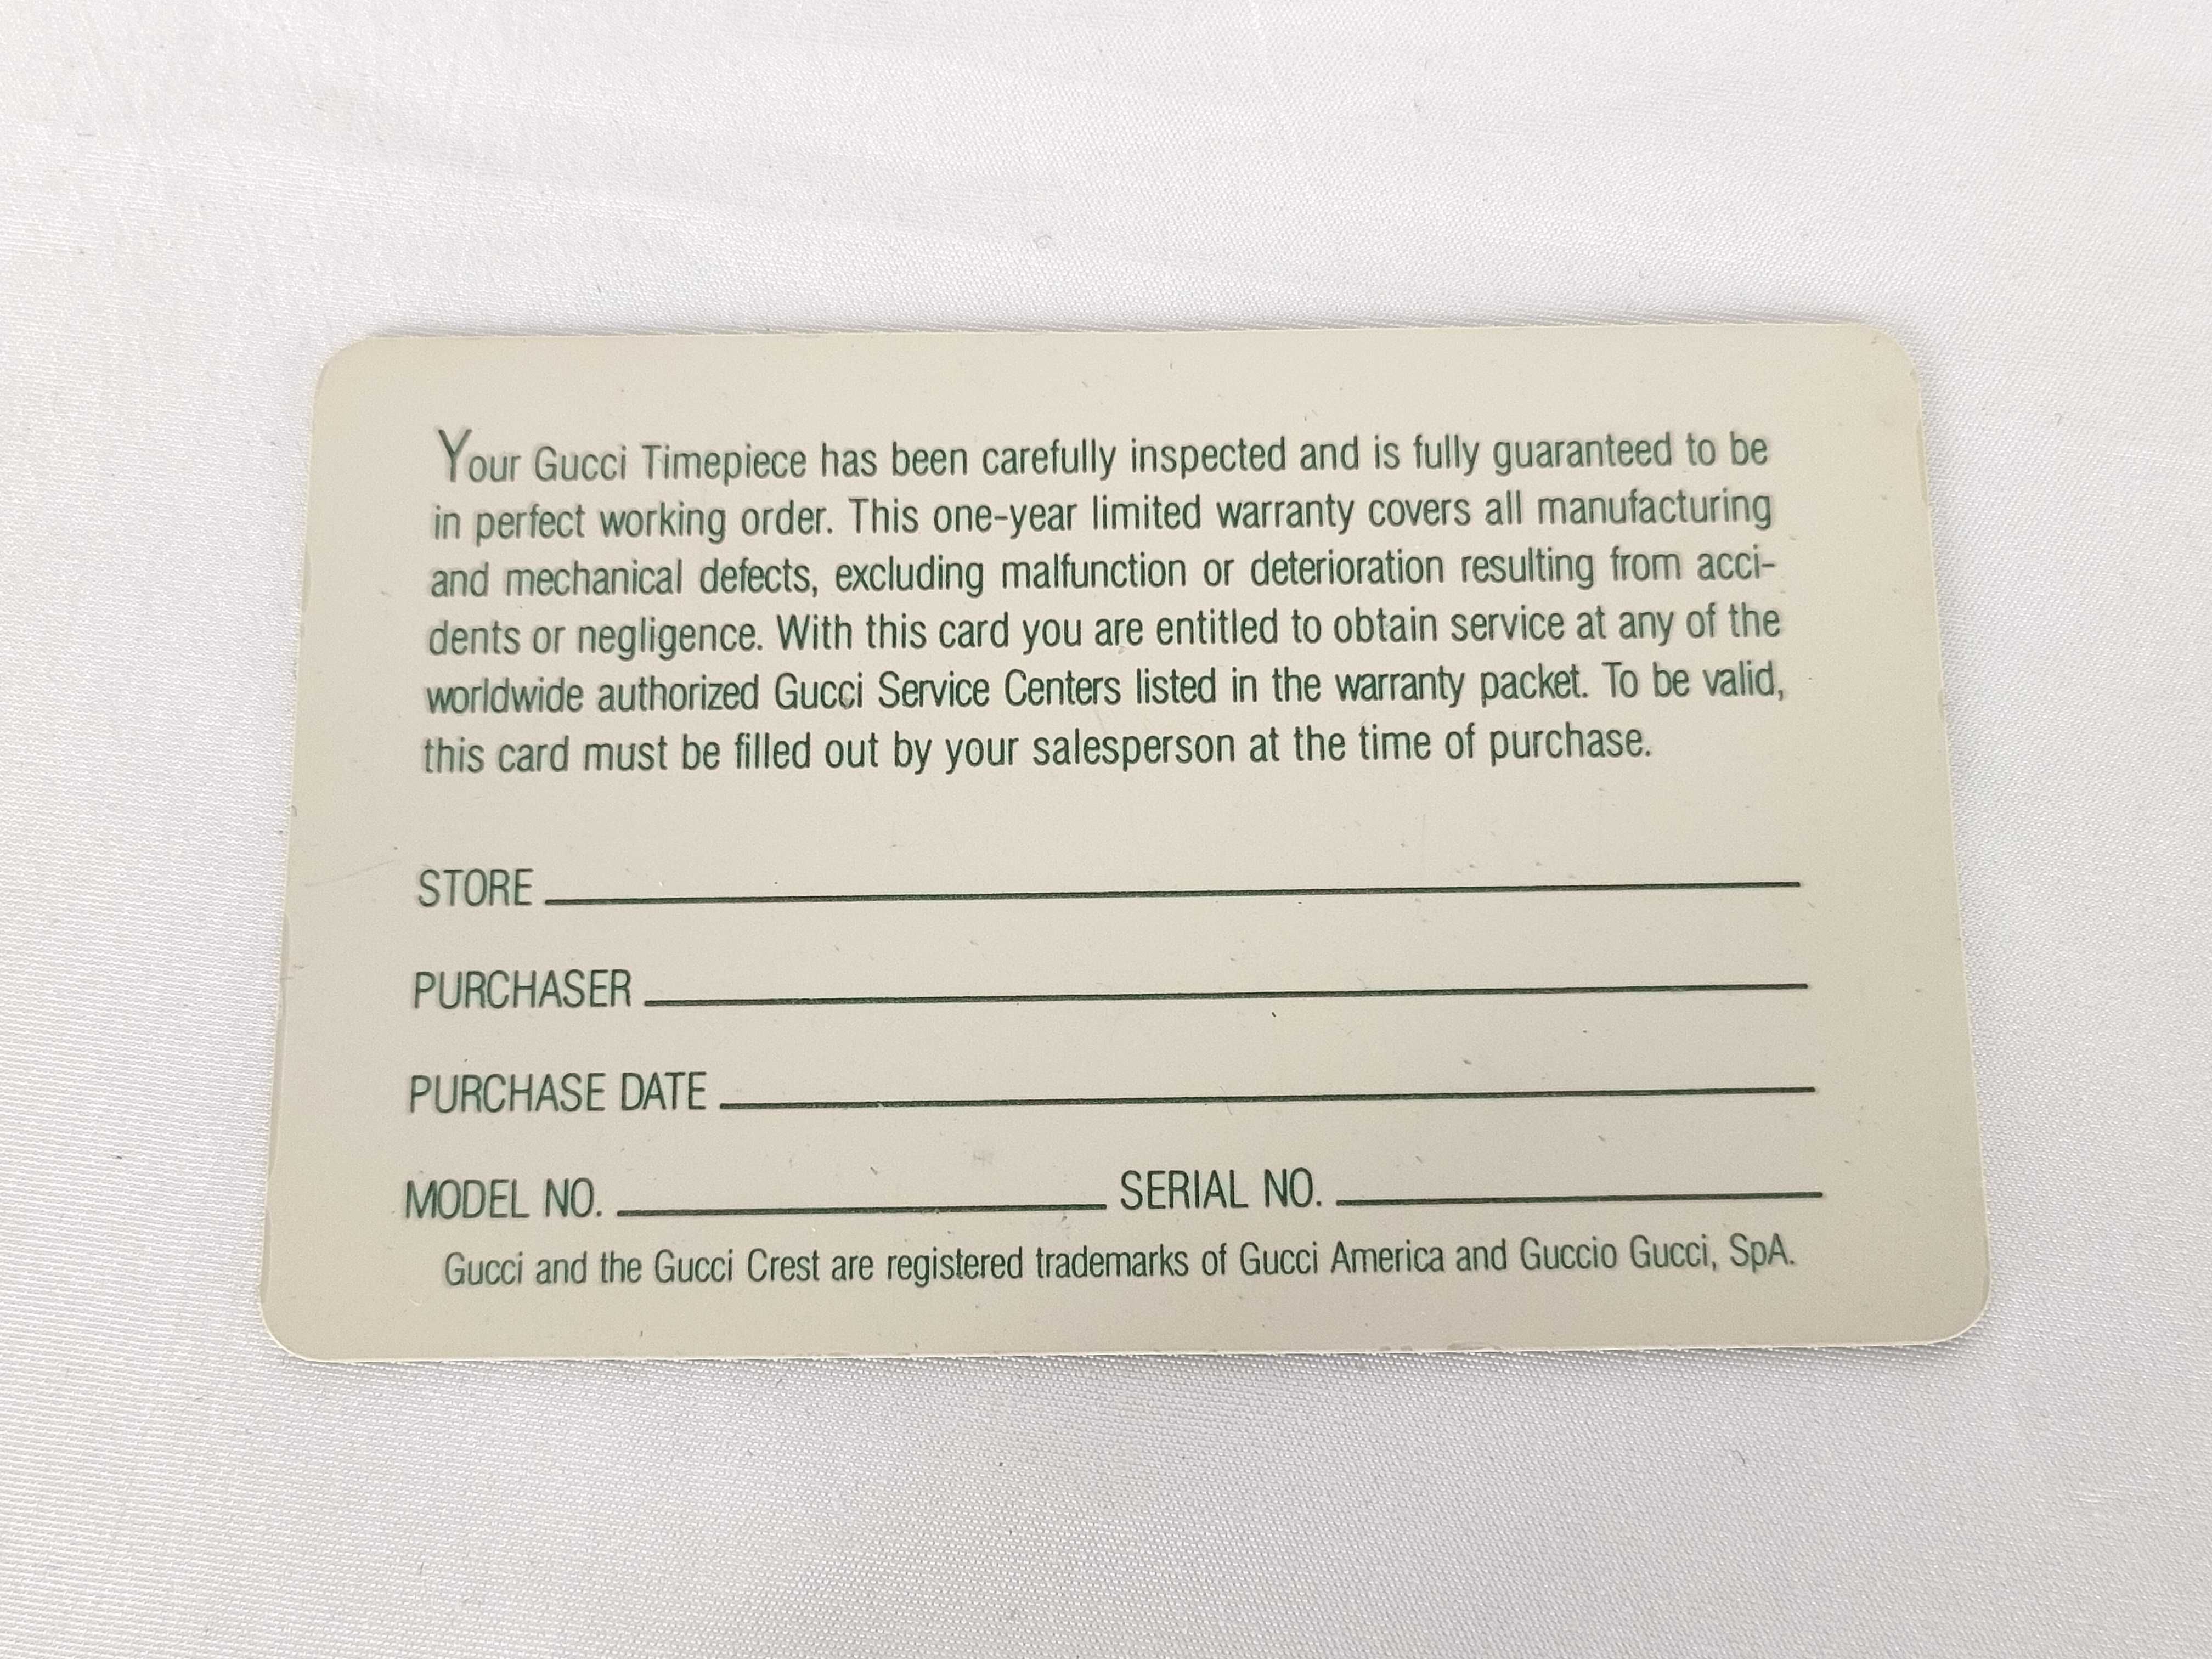 Your Gucci Timepiece has been carefully inspected and is fully guaranteed to be
in perfect working order. This one-year limited warranty covers all manufacturing
and mechanical defects, excluding malfunction or deterioration resulting from acci-
dents or negligence. With this card you are entitled to obtain service at any of the
worldwide authorized Gucci Service Centers listed in the warranty packet. To be valid,
this card must be filled out by your salesperson at the time of purchase.
STORE
PURCHASER
PURCHASE DATE
MODEL NO. SERIAL NO.
Gucci and the Gucci Crest are registered trademarks of Gucci America and Guccio Gucci, SpA.